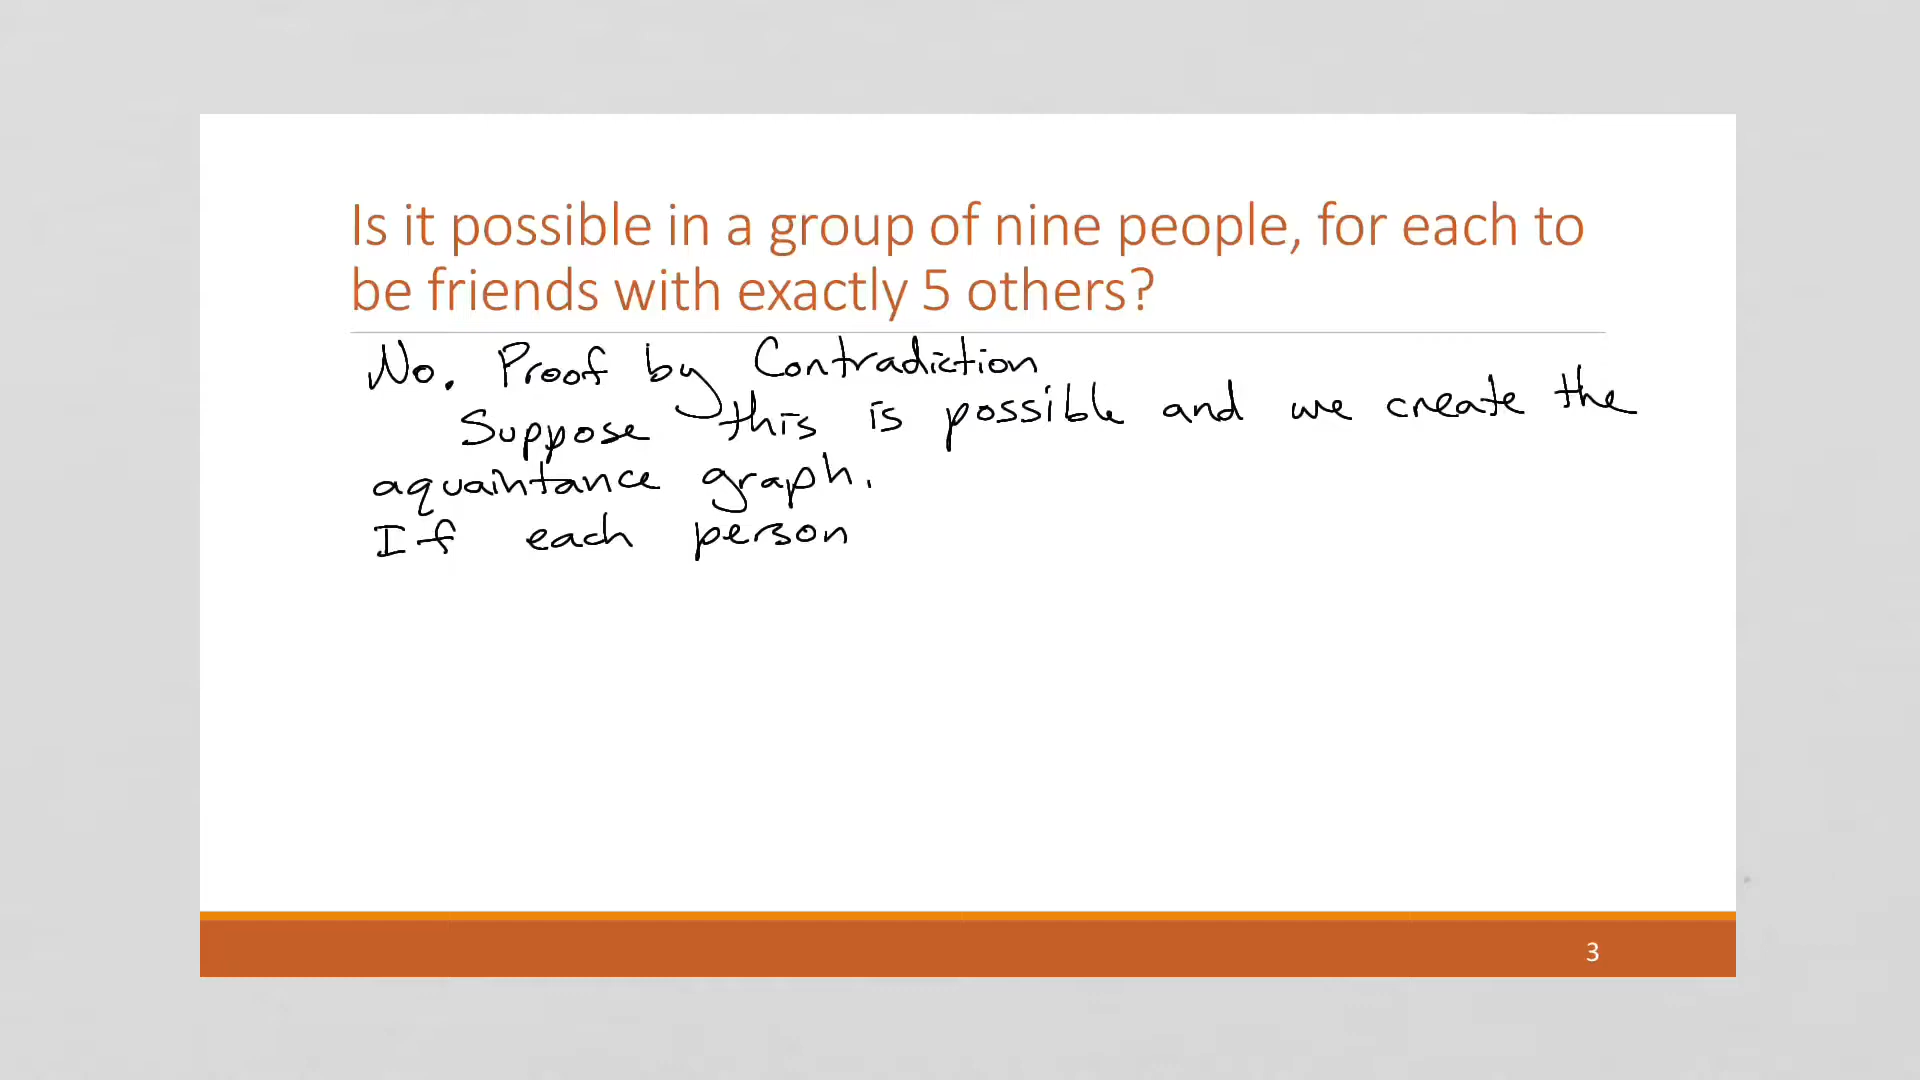 Is it possible in a group of nine people, for each to
be friends with exactly 5 others?
No. Proof by Contradiction
Suppose this is possible and we create the
aquaintance graph.
If each person
3